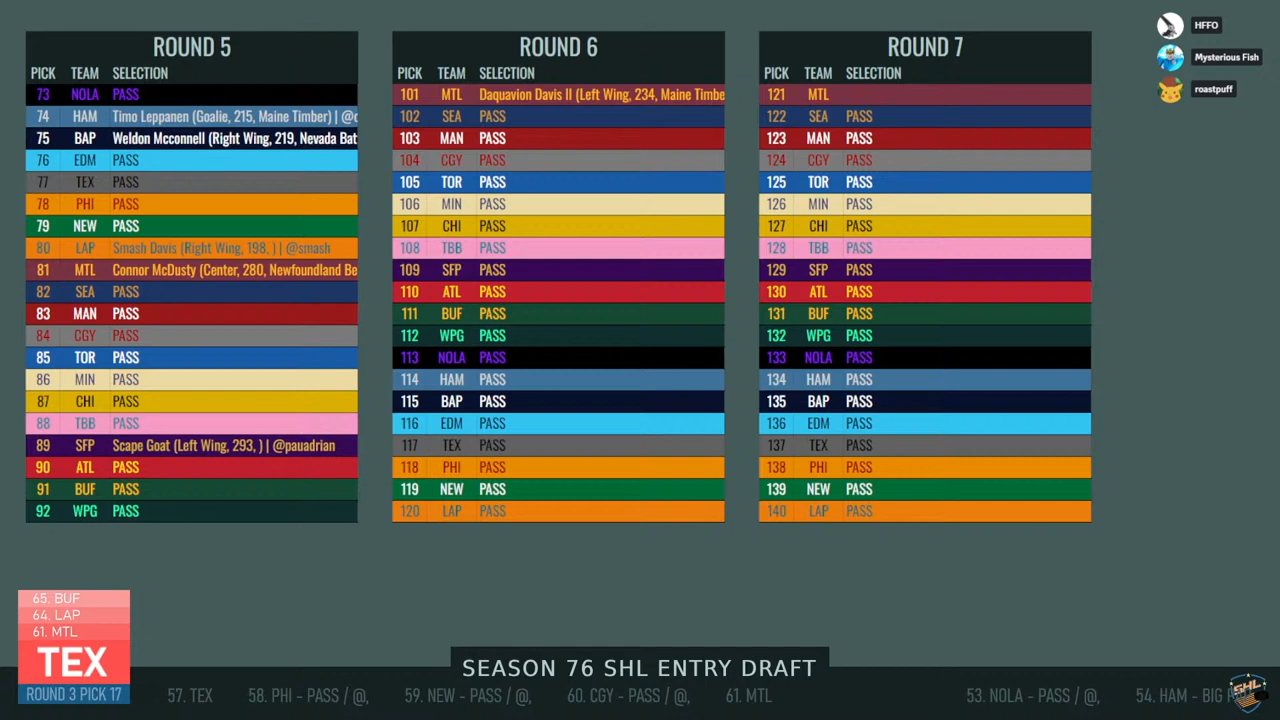 ROUND 5
PICK TEAM SELECTION
73 NOLA PASS
74 HAM Timo Leppanen (Goalie, 215, Maine Timber) | @c
75 BAP Weldon Mcconnell (Right Wing, 219, Nevada Bat
76 EDM PASS
77 TEX PASS
78 PHI PASS
79 NEW PASS
80 LAP Smash Davis (Right Wing, 198, ) | @smash
81 MTL Connor McDusty (Center, 280, Newfoundland Be
82 SEA PASS
83 MAN PASS
84 CGY PASS
85 TOR PASS
86 MIN PASS
87 CHI PASS
88 TBB PASS
89 SFP Scape Goat (Left Wing, 293, ) | @pauadrian
90 ATL PASS
91 BUF PASS
92 WPG PASS
ROUND 6
PICK TEAM SELECTION
101 MTL Daquavion Davis II (Left Wing, 234, Maine Timbe
102 SEA PASS
103 MAN PASS
104 CGY PASS
105 TOR PASS
106 MIN PASS
107 CHI PASS
108 TBB PASS
109 SFP PASS
110 ATL PASS
111 BUF PASS
112 WPG PASS
113 NOLA PASS
114 HAM PASS
115 BAP PASS
116 EDM PASS
117 TEX PASS
118 PHI PASS
119 NEW PASS
120 LAP PASS
ROUND 7
PICK TEAM SELECTION
121 MTL
122 SEA PASS
123 MAN PASS
124 CGY PASS
125 TOR PASS
126 MIN PASS
127 CHI PASS
128 TBB PASS
129 SFP PASS
130 ATL PASS
131 BUF PASS
132 WPG PASS
133 NOLA PASS
134 HAM PASS
135 BAP PASS
136 EDM PASS
137 TEX PASS
138 PHI PASS
139 NEW PASS
140 LAP PASS
HFFO
Mysterious Fish
roastpuff
65. BUF
64. LAP
61. MTL
TEX
ROUND 3 PICK 17
SEASON 76 SHL ENTRY DRAFT
57. TEX 58. PHI - PASS / @, 59. NEW - PASS / @, 60. CGY - PASS / @, 61. MTL 53. NOLA - PASS / @, 54. HAM - BIG
SHL